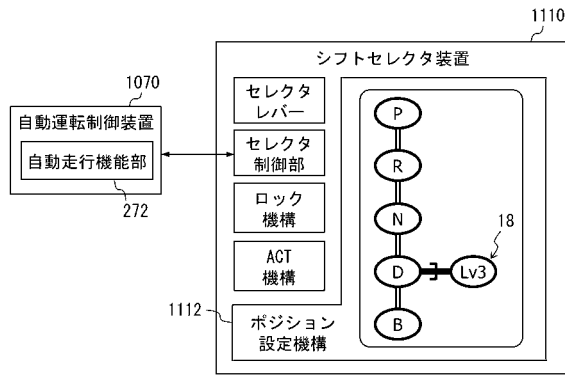 1110
シフトセレクタ装置
1070
自動運転制御装置
自動走行機能部
272
セレクタ
レバー
セレクタ
制御部
ロック
機構
ACT
機構
1112
ポジション
設定機構
P
R
N
D
B
18
Lv3